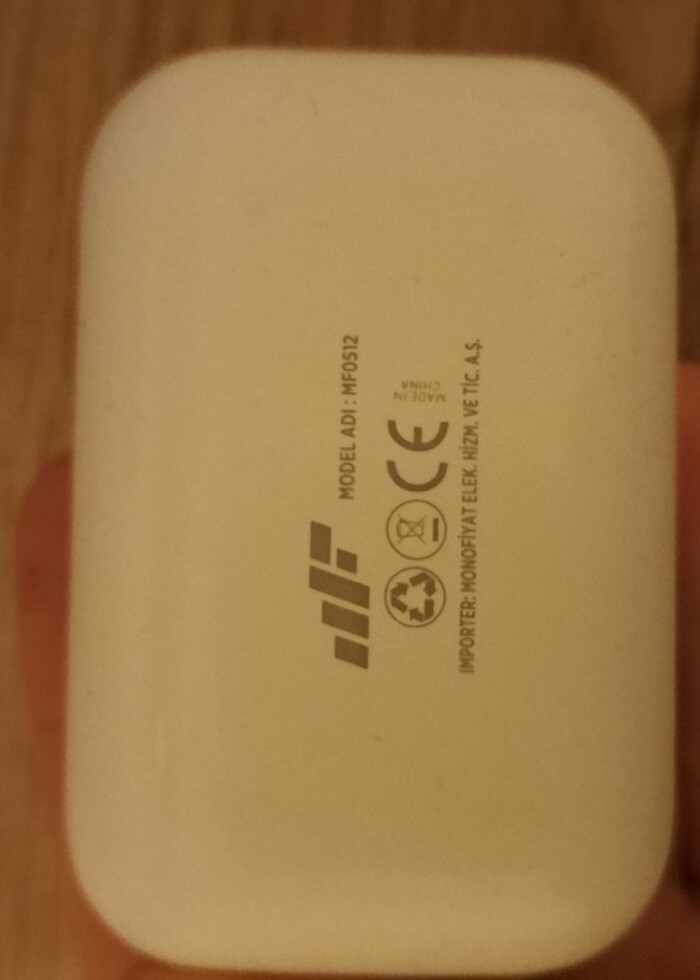 MODEL ADI : MF0512
CE
MADE IN
CHINA
IMPORTER: MONOFİYAT ELEK. HİZM. VE TİC. A.Ş.